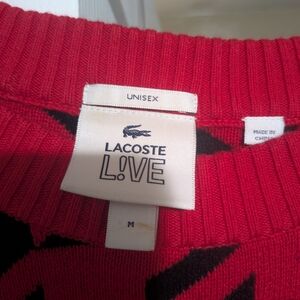 UNISEX
LACOSTE
L!VE
M
MADE IN
CHINA